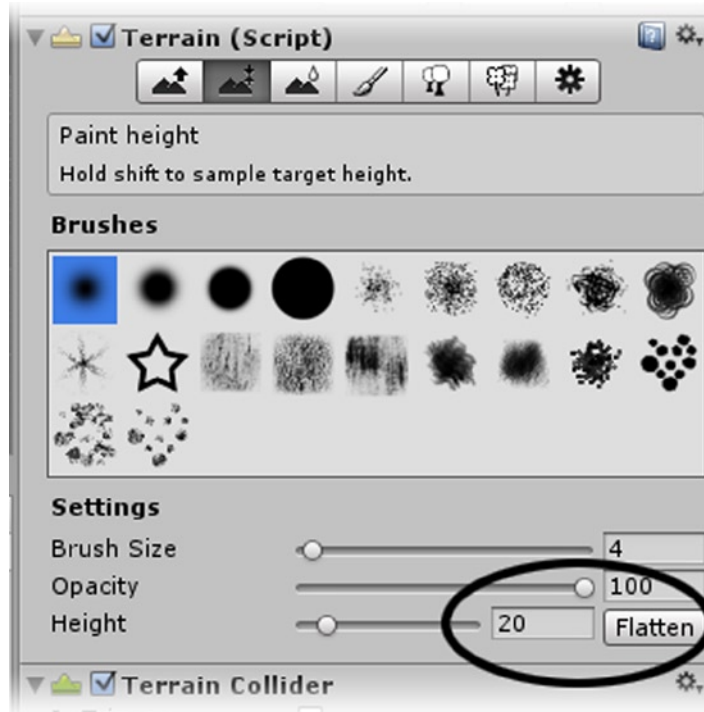 Terrain (Script)
Paint height
Hold shift to sample target height.
Brushes
Settings
Brush Size 4
Opacity 100
Height 20 Flatten
Terrain Collider